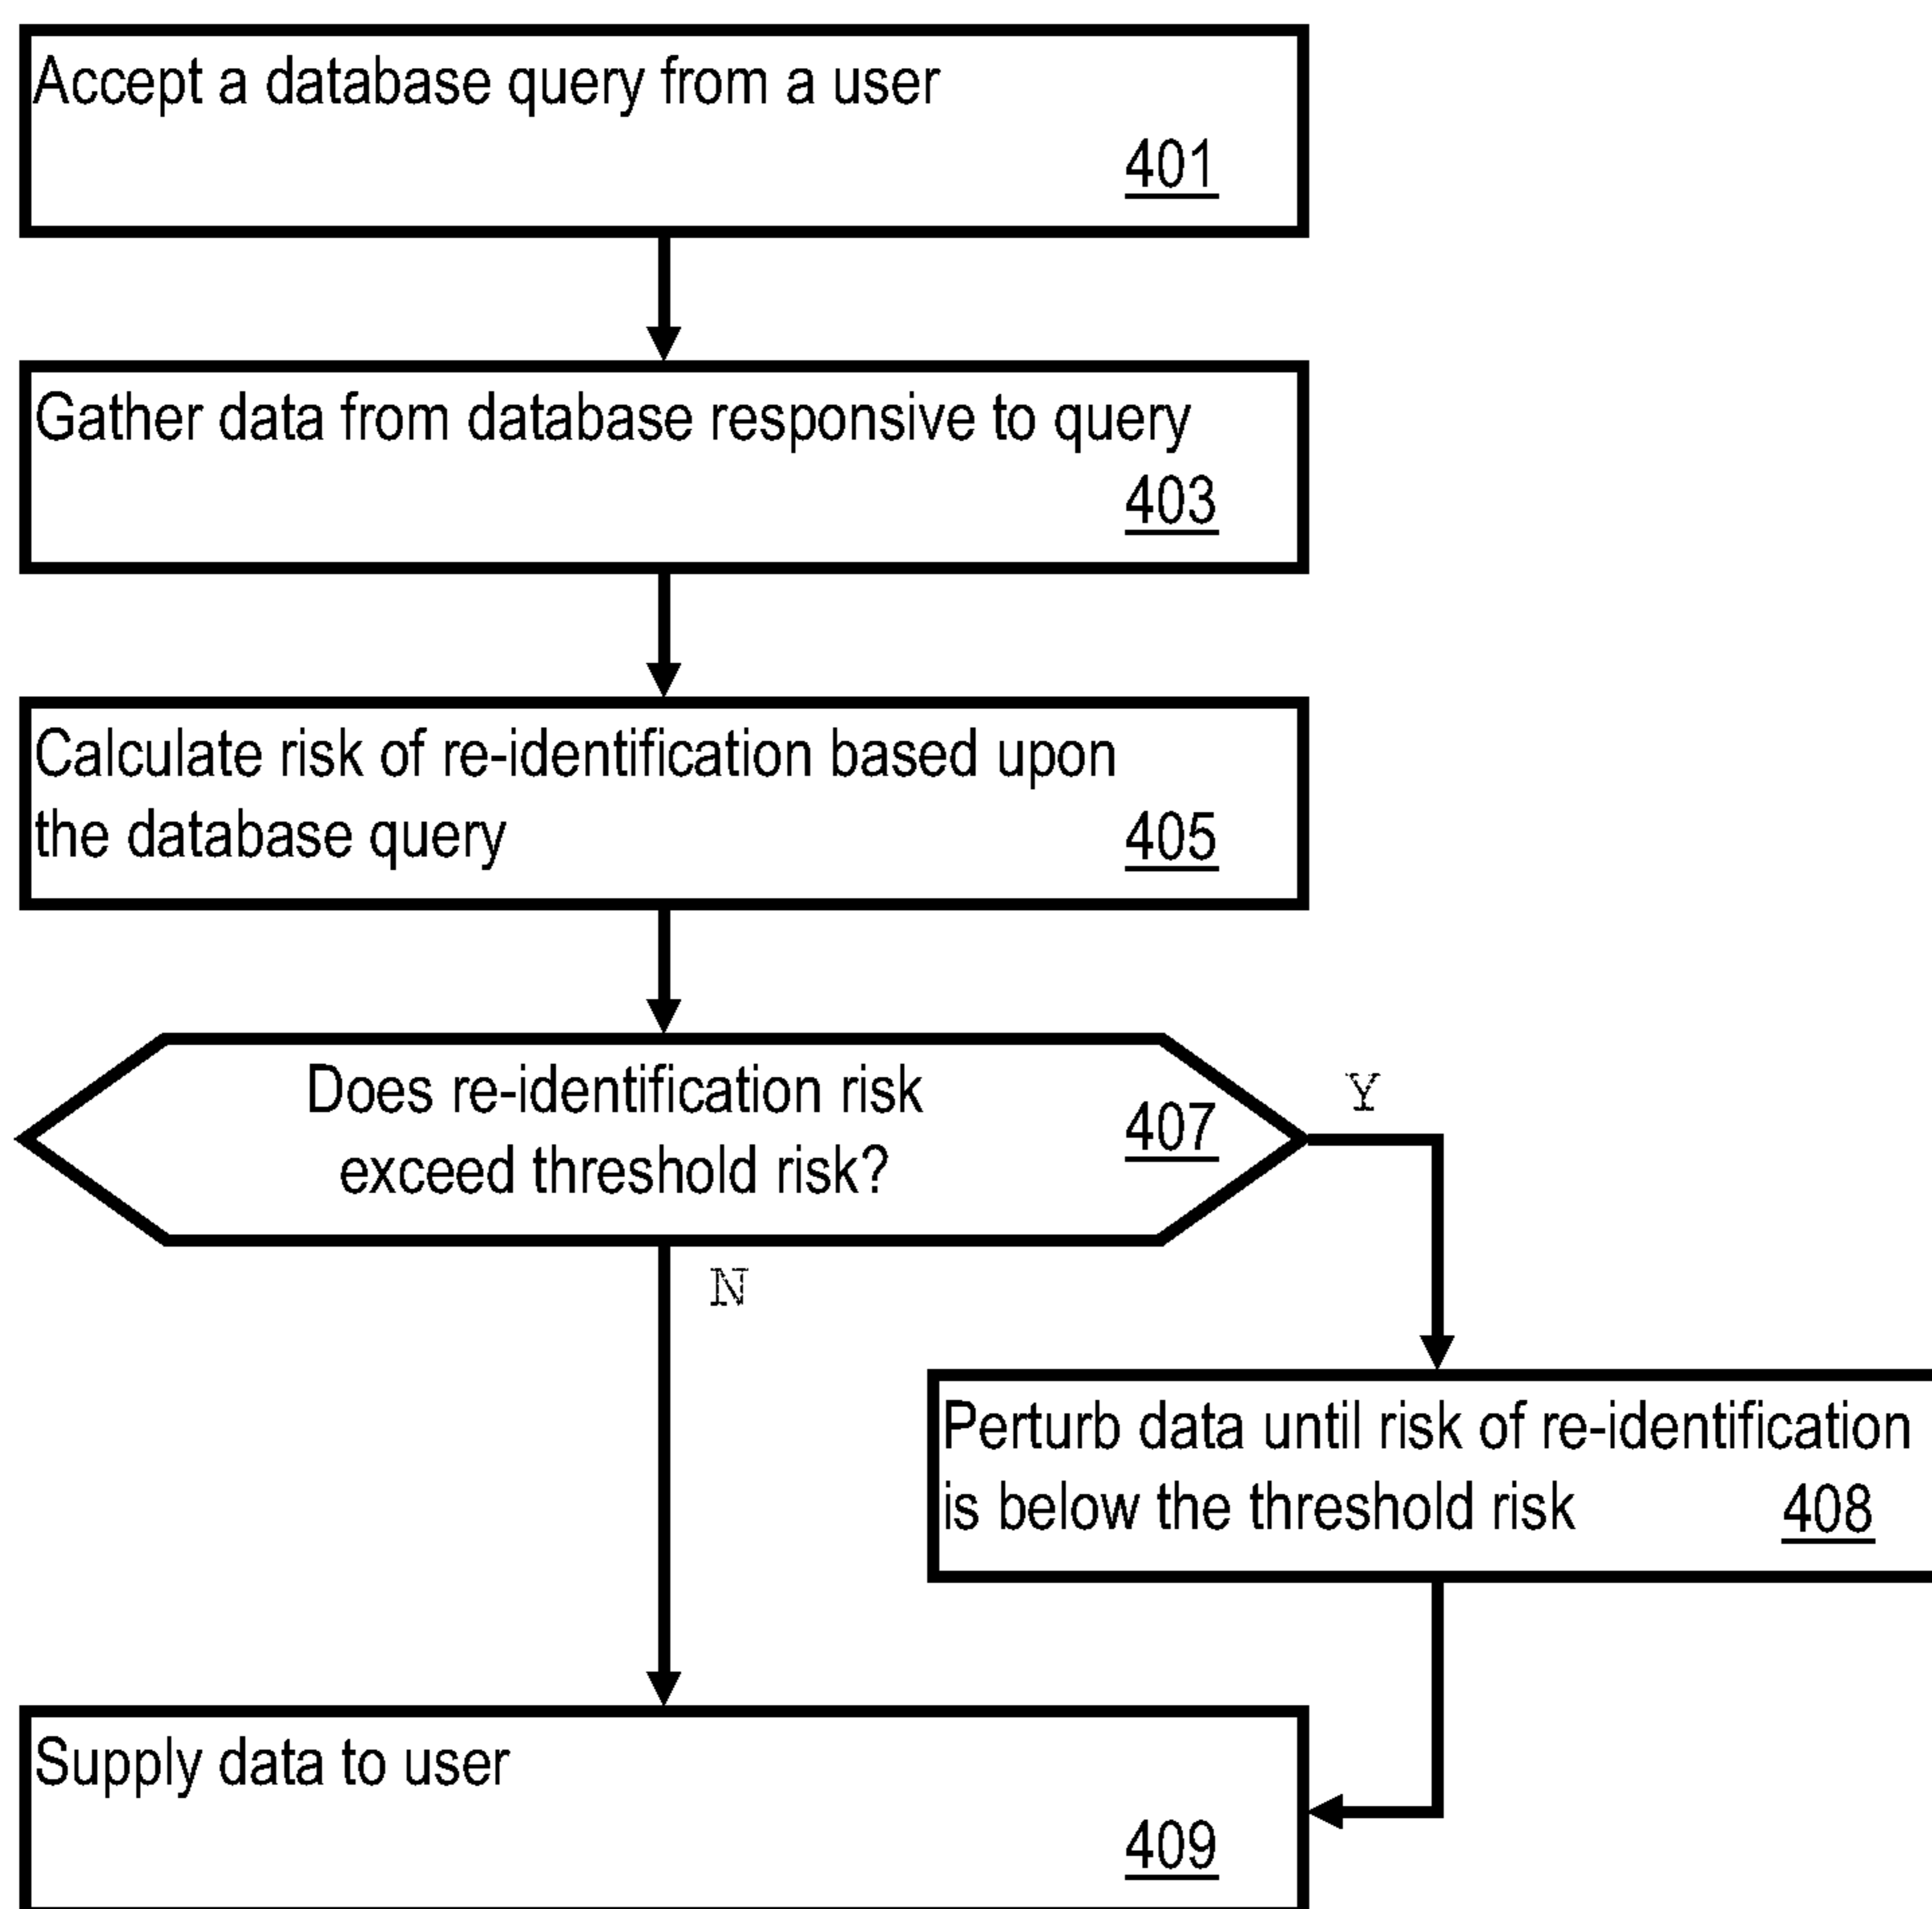 Accept a database query from a user
401
Gather data from database responsive to query
403
Calculate risk of re-identification based upon
the database query 405
Does re-identification risk
exceed threshold risk?
407
Y
N
Perturb data until risk of re-identification
is below the threshold risk 408
Supply data to user
409